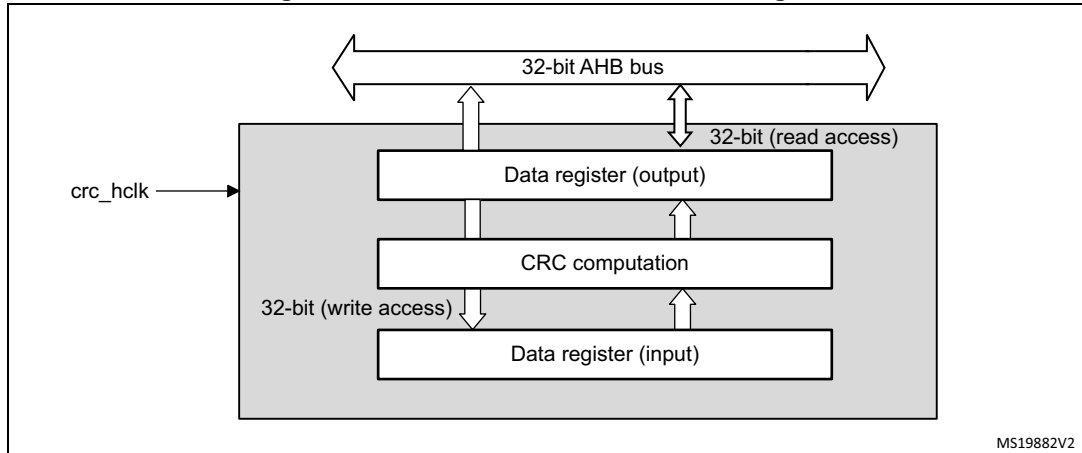 32-bit AHB bus
32-bit (read access)
Data register (output)
crc_hclk
CRC computation
32-bit (write access)
Data register (input)
MS19882V2